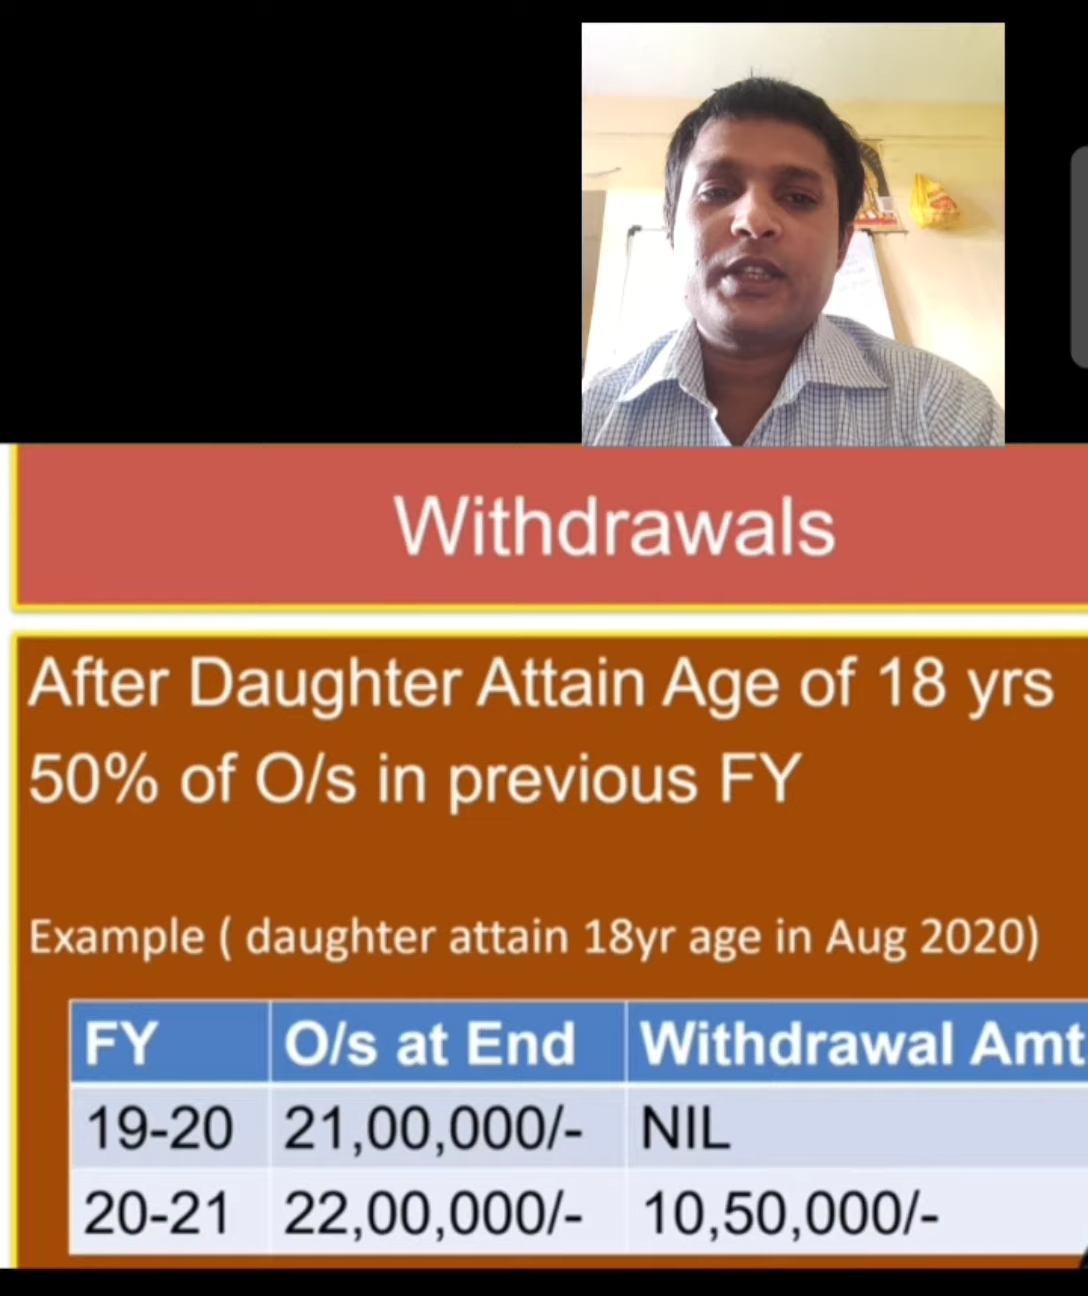 Withdrawals
After Daughter Attain Age of 18 yrs
50% of O/s in previous FY
Example ( daughter attain 18yr age in Aug 2020)
FY O/s at End Withdrawal Amt
19-20 21,00,000/- NIL
20-21 22,00,000/- 10,50,000/-